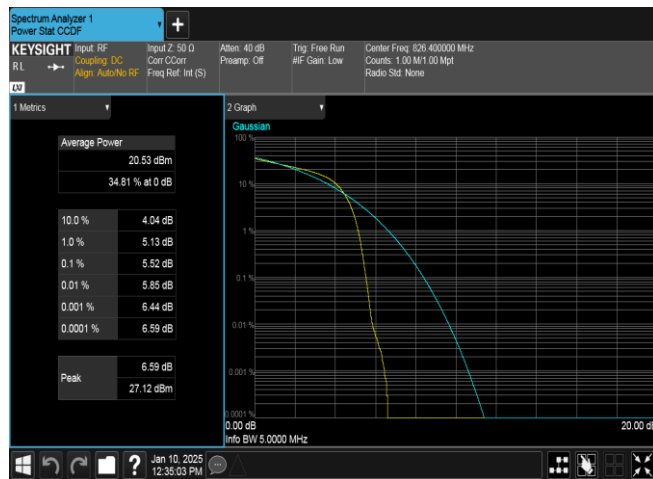 Spectrum Analyzer 1
Power Stat CCDF
KEYSIGHT
RL
LXI
Input: RF
Coupling: DC
Align: Auto/No RF
Input Z: 50 Ω
Corr CCorr
Freq Ref: Int (S)
Atten: 40 dB
Preamp: Off
Trig: Free Run
#IF Gain: Low
Center Freq: 826.400000 MHz
Counts: 1.00 M/1.00 Mpt
Radio Std: None
1 Metrics
Average Power
20.53 dBm
34.81 % at 0 dB
10.0 % 4.04 dB
1.0 % 5.13 dB
0.1 % 5.52 dB
0.01 % 5.85 dB
0.001 % 6.44 dB
0.0001 % 6.59 dB
Peak
6.59 dB
27.12 dBm
2 Graph
Gaussian
100 %
10 %
1 %
0.1 %
0.01 %
0.001 %
0.0001 %
0.00 dB
20.00 dB
Info BW 5.0000 MHz
?
Jan 10, 2025
12:35:03 PM